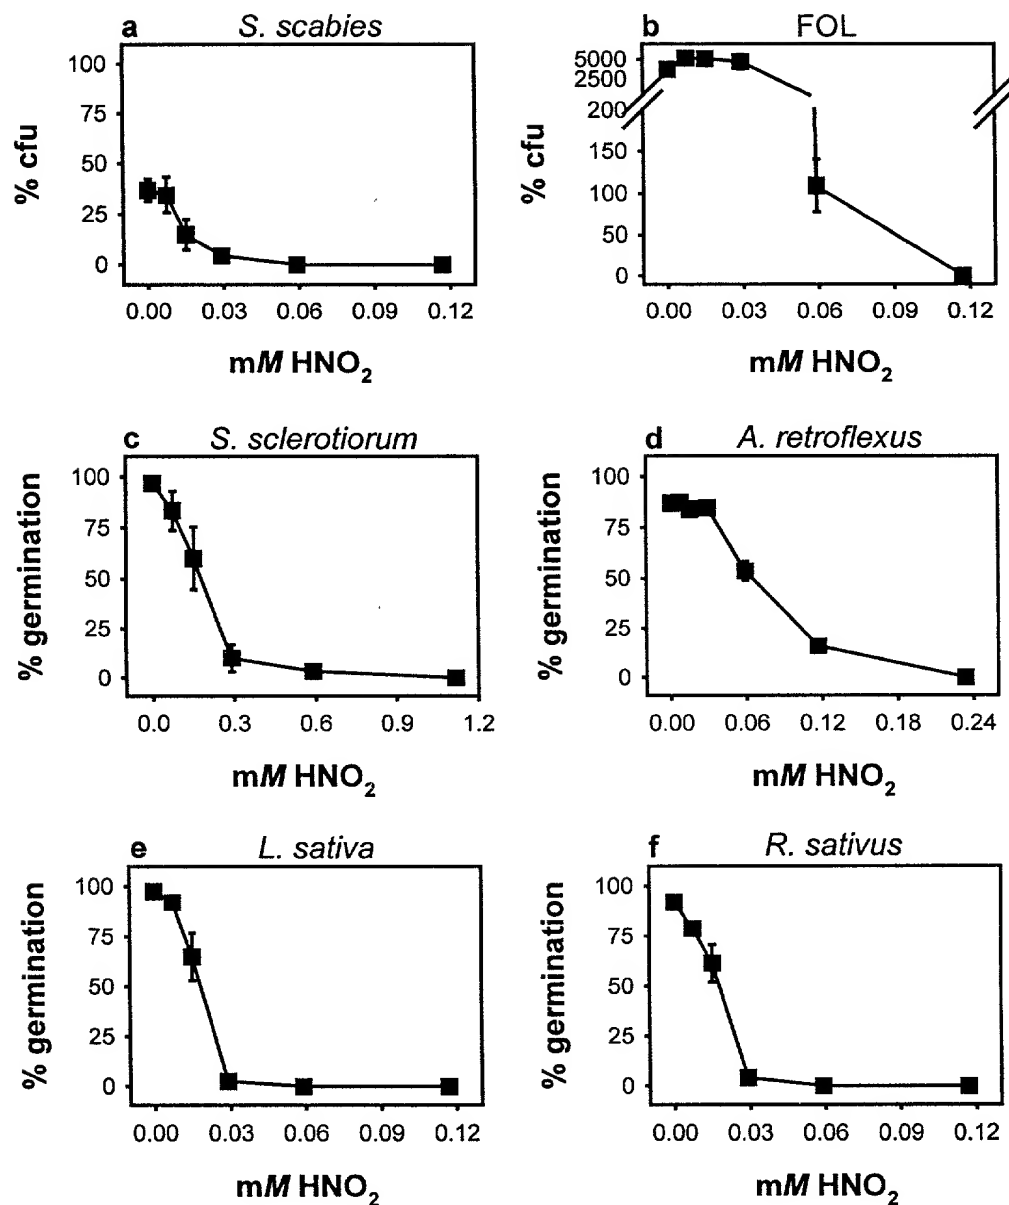 a S. scabies
100
75
50
25
0
% cfu
0.00 0.03 0.06 0.09 0.12
mM HNO₂
b FOL
5000
2500
200
150
100
50
0
% cfu
0.00 0.03 0.06 0.09 0.12
mM HNO₂
c S. sclerotiorum
100
75
50
25
0
% germination
0.0 0.3 0.6 0.9 1.2
mM HNO₂
d A. retroflexus
100
75
50
25
0
% germination
0.00 0.06 0.12 0.18 0.24
mM HNO₂
e L. sativa
100
75
50
25
0
% germination
0.00 0.03 0.06 0.09 0.12
mM HNO₂
f R. sativus
100
75
50
25
0
% germination
0.00 0.03 0.06 0.09 0.12
mM HNO₂